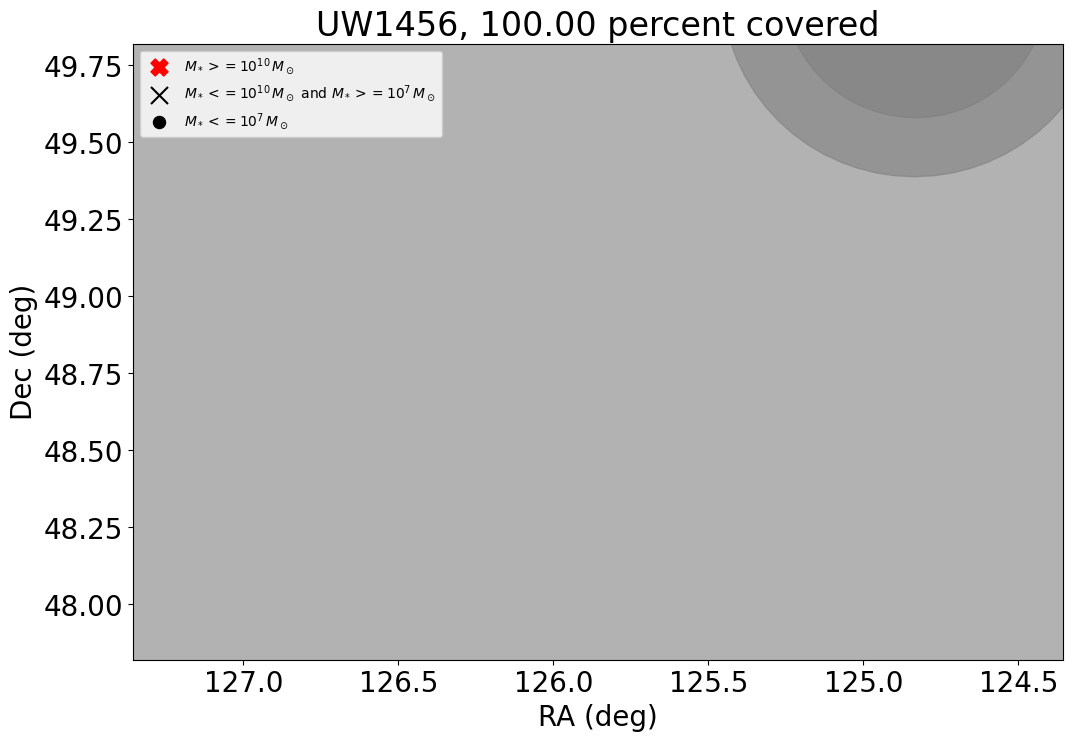 UW1456, 100.00 percent covered
M* >= 10^10 M⊙
M* <= 10^10 M⊙ and M* >= 10^7 M⊙
M* <= 10^7 M⊙
49.75
49.50
49.25
49.00
48.75
48.50
48.25
48.00
Dec (deg)
127.0 126.5 126.0 125.5 125.0 124.5
RA (deg)